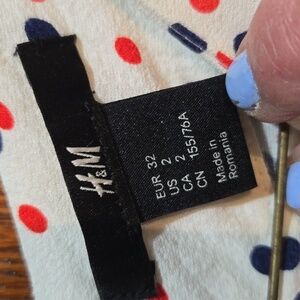 H&M
EUR 32
US 2
CA 2
CN 155/76A
Made in
Romania